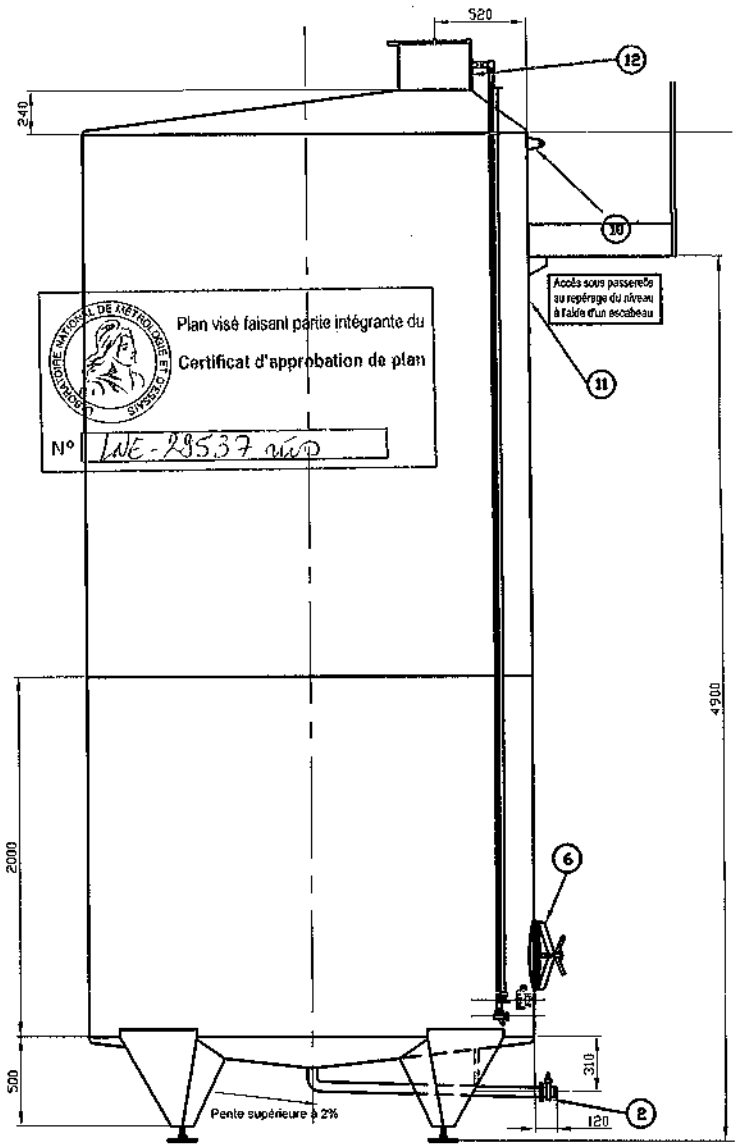 520
12
240
10
Accès sous passerelle
au repérage du niveau
à l'aide d'un escabeau
11
LABORATOIRE NATIONAL DE MÉTROLOGIE ET D'ESSAIS
Plan visé faisant partie intégrante du
Certificat d'approbation de plan
N° LNE-29537
4900
2000
6
500
310
Pente supérieure à 2%
2
120